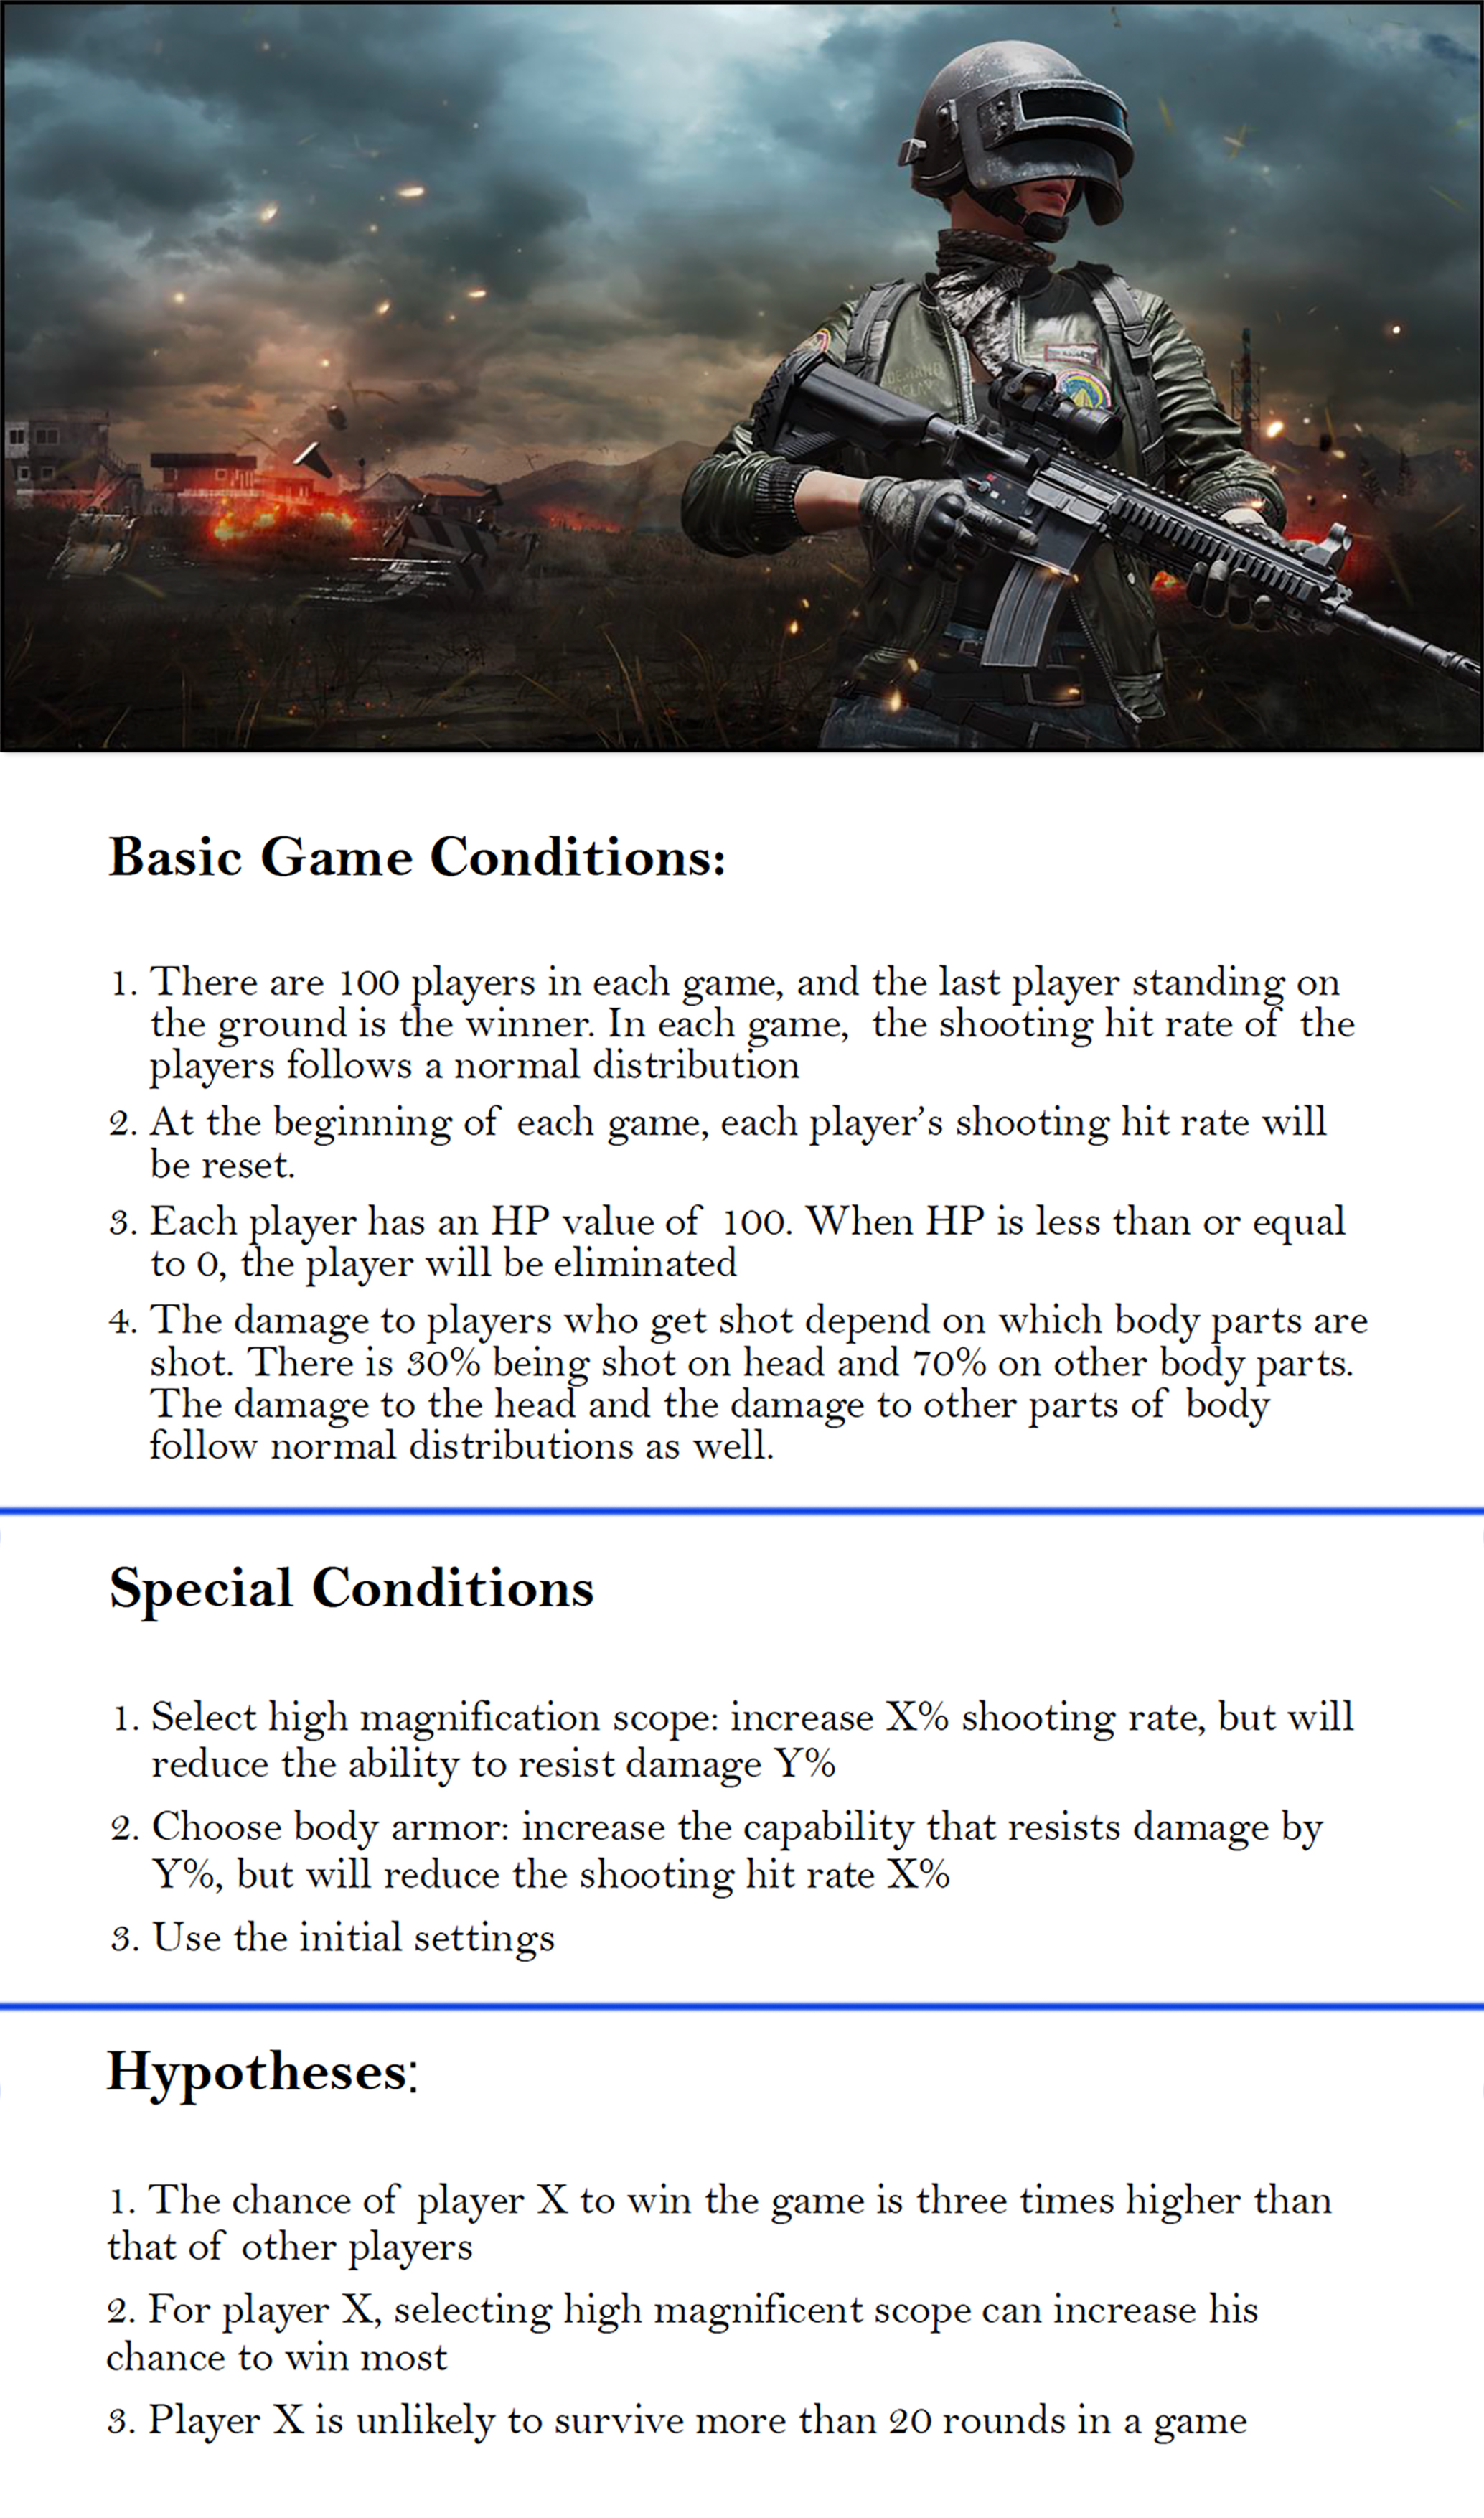 Basic Game Conditions:
1. There are 100 players in each game, and the last player standing on
the ground is the winner. In each game, the shooting hit rate of the
players follows a normal distribution
2. At the beginning of each game, each player's shooting hit rate will
be reset.
3. Each player has an HP value of 100. When HP is less than or equal
to 0, the player will be eliminated
4. The damage to players who get shot depend on which body parts are
shot. There is 30% being shot on head and 70% on other body parts.
The damage to the head and the damage to other parts of body
follow normal distributions as well.
Special Conditions
1. Select high magnification scope: increase X% shooting rate, but will
reduce the ability to resist damage Y%
2. Choose body armor: increase the capability that resists damage by
Y%, but will reduce the shooting hit rate X%
3. Use the initial settings
Hypotheses:
1. The chance of player X to win the game is three times higher than
that of other players
2. For player X, selecting high magnificent scope can increase his
chance to win most
3. Player X is unlikely to survive more than 20 rounds in a game